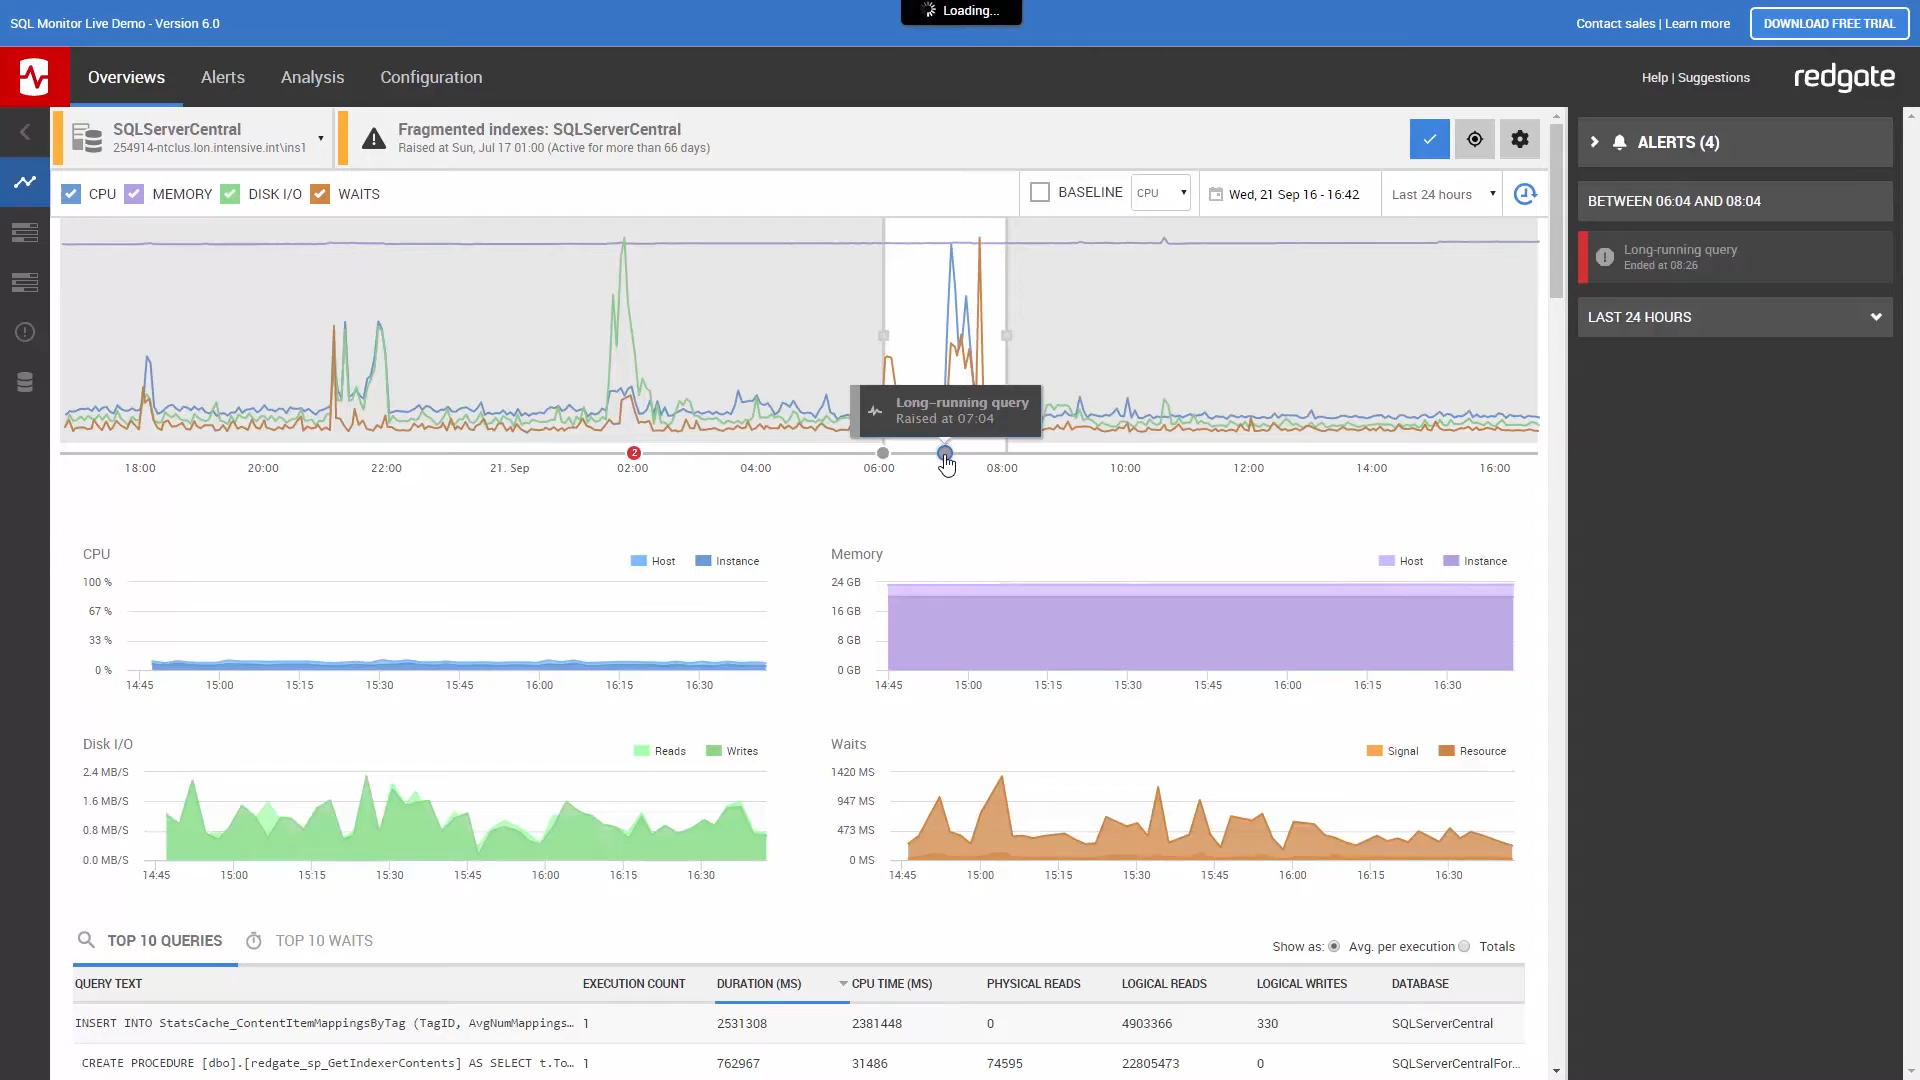 SQL Monitor Live Demo - Version 6.0
Loading...
Contact sales | Learn more
DOWNLOAD FREE TRIAL
Overviews
Alerts
Analysis
Configuration
Help | Suggestions
redgate
SQLServerCentral
254914-ntclus.lon.intensive.int\ins1
Fragmented indexes: SQLServerCentral
Raised at Sun, Jul 17 01:00 (Active for more than 66 days)
CPU
MEMORY
DISK I/O
WAITS
BASELINE
CPU
Wed, 21 Sep 16 - 16:42
Last 24 hours
Long-running query
Raised at 07:04
2
18:00
20:00
22:00
21. Sep
02:00
04:00
06:00
08:00
10:00
12:00
14:00
16:00
ALERTS (4)
BETWEEN 06:04 AND 08:04
Long-running query
Ended at 08:26
LAST 24 HOURS
CPU
Host
Instance
100 %
67 %
33 %
0 %
14:45
15:00
15:15
15:30
15:45
16:00
16:15
16:30
Memory
Host
Instance
24 GB
16 GB
8 GB
0 GB
14:45
15:00
15:15
15:30
15:45
16:00
16:15
16:30
Disk I/O
Reads
Writes
2.4 MB/S
1.6 MB/S
0.8 MB/S
0.0 MB/S
14:45
15:00
15:15
15:30
15:45
16:00
16:15
16:30
Waits
Signal
Resource
1420 MS
947 MS
473 MS
0 MS
14:45
15:00
15:15
15:30
15:45
16:00
16:15
16:30
TOP 10 QUERIES
TOP 10 WAITS
Show as: Avg. per execution Totals
QUERY TEXT EXECUTION COUNT DURATION (MS) CPU TIME (MS) PHYSICAL READS LOGICAL READS LOGICAL WRITES DATABASE
INSERT INTO StatsCache_ContentItemMappingsByTag (TagID, AvgNumMappings... 1 2531308 2381448 0 4903366 330 SQLServerCentral
CREATE PROCEDURE [dbo].[redgate_sp_GetIndexerContents] AS SELECT t.To... 1 762967 31486 74595 22805473 0 SQLServerCentralFor...